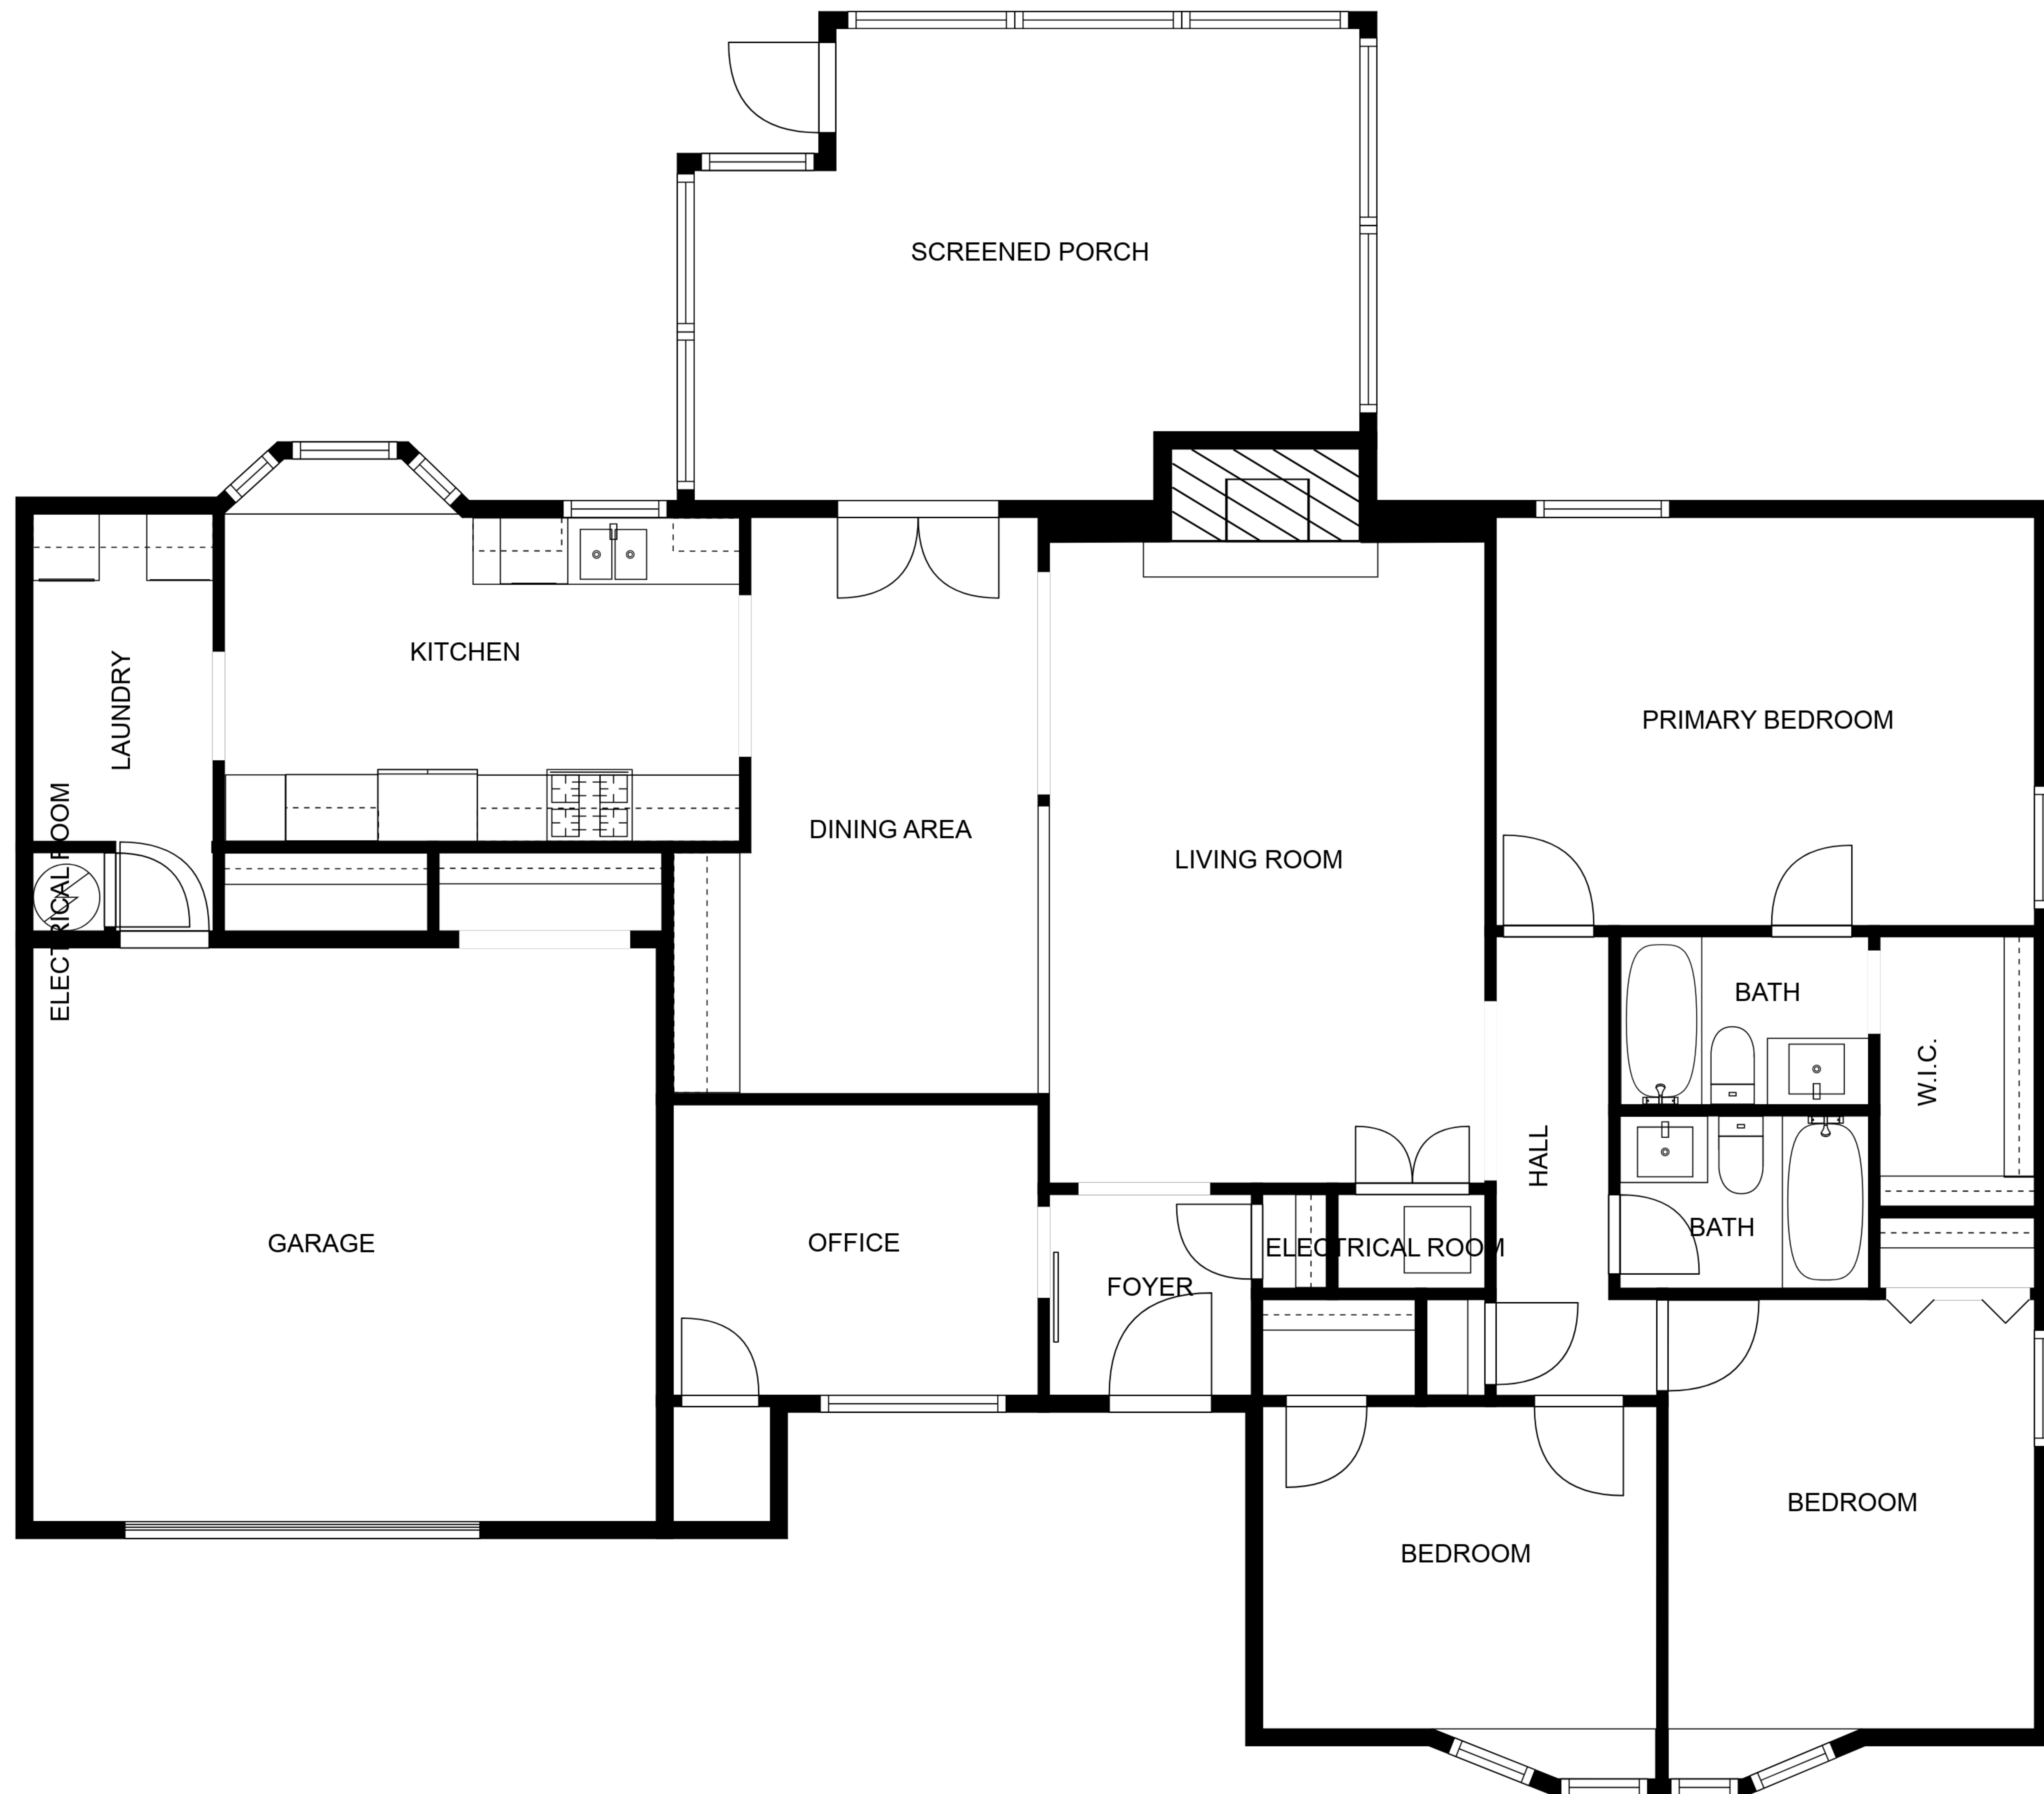 SCREENED PORCH
KITCHEN
LAUNDRY
PRIMARY BEDROOM
DINING AREA
LIVING ROOM
ELECTRICAL ROOM
BATH
W.I.C.
HALL
BATH
GARAGE
OFFICE
ELECTRICAL ROOM
FOYER
BEDROOM
BEDROOM